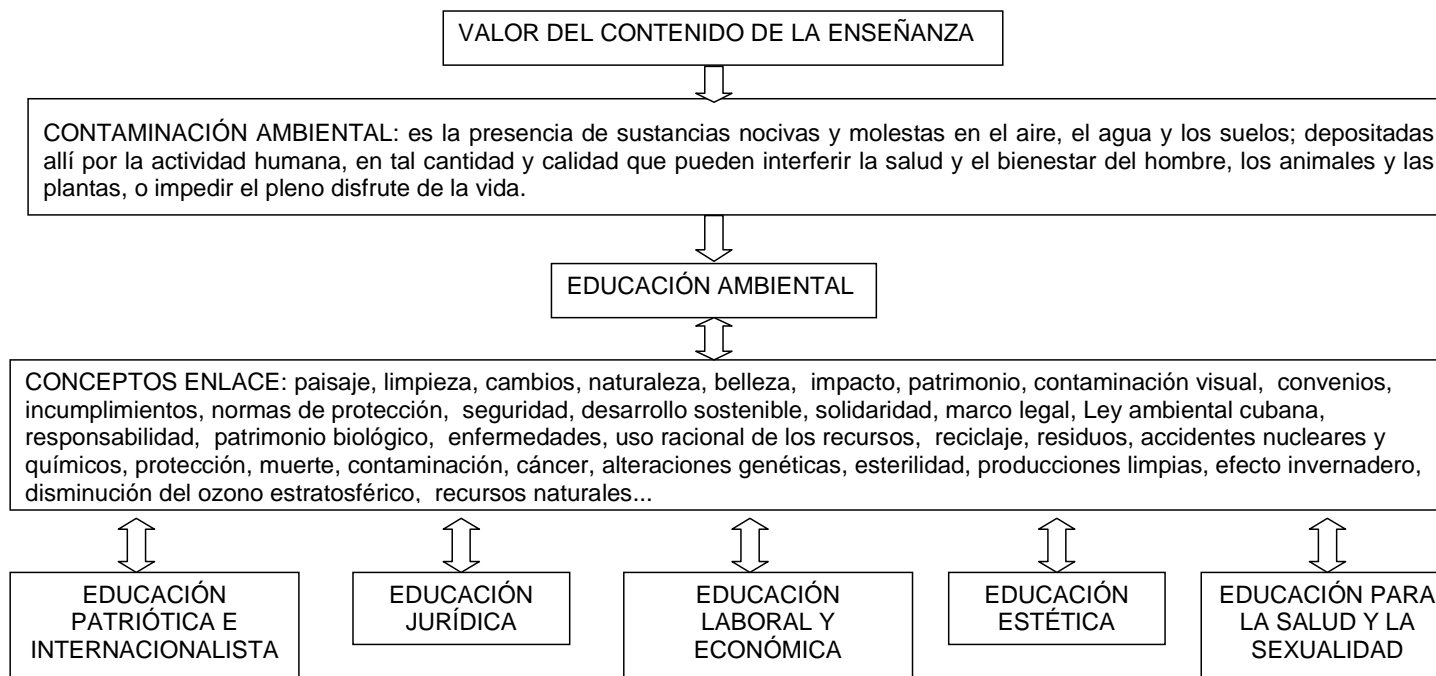 VALOR DEL CONTENIDO DE LA ENSEÑANZA
CONTAMINACIÓN AMBIENTAL: es la presencia de sustancias nocivas y molestas en el aire, el agua y los suelos; depositadas
allí por la actividad humana, en tal cantidad y calidad que pueden interferir la salud y el bienestar del hombre, los animales y las
plantas, o impedir el pleno disfrute de la vida.
EDUCACIÓN AMBIENTAL
CONCEPTOS ENLACE: paisaje, limpieza, cambios, naturaleza, belleza, impacto, patrimonio, contaminación visual, convenios,
incumplimientos, normas de protección, seguridad, desarrollo sostenible, solidaridad, marco legal, Ley ambiental cubana,
responsabilidad, patrimonio biológico, enfermedades, uso racional de los recursos, reciclaje, residuos, accidentes nucleares y
químicos, protección, muerte, contaminación, cáncer, alteraciones genéticas, esterilidad, producciones limpias, efecto invernadero,
disminución del ozono estratosférico, recursos naturales...
EDUCACIÓN
PATRIÓTICA E
INTERNACIONALISTA
EDUCACIÓN
JURÍDICA
EDUCACIÓN
LABORAL Y
ECONÓMICA
EDUCACIÓN
ESTÉTICA
EDUCACIÓN PARA
LA SALUD Y LA
SEXUALIDAD